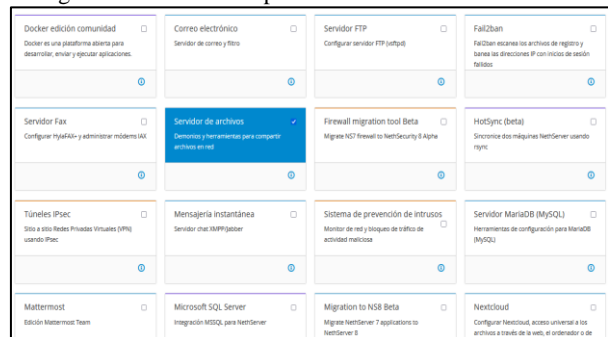 Docker edición comunidad
Docker es una plataforma abierta para
desarrollar, enviar y ejecutar aplicaciones.
Correo electrónico
Servidor de correo y filtro
Servidor FTP
Configurar servidor FTP (vsftpd)
Fail2ban
Fail2ban escanea los archivos de registro y
banea las direcciones IP con inicios de sesión
fallidos
Servidor Fax
Configurar HylaFAX+ y administrar módems IAX
Servidor de archivos
Demonios y herramientas para compartir
archivos en red
Firewall migration tool Beta
Migrate NS7 firewall to NethSecurity 8 Alpha
HotSync (beta)
Sincronice dos máquinas NethServer usando
rsync
Túneles IPsec
Sitio a sitio Redes Privadas Virtuales (VPN)
usando IPsec
Mensajería instantánea
Servidor chat XMPP/Jabber
Sistema de prevención de intrusos
Monitor de red y bloqueo de tráfico de
actividad maliciosa
Servidor MariaDB (MySQL)
Herramientas de configuración para MariaDB
(MySQL)
Mattermost
Edición Mattermost Team
Microsoft SQL Server
Integración MSSQL para NethServer
Migration to NS8 Beta
Migrate NethServer 7 applications to
NethServer 8
Nextcloud
Configurar Nextcloud, acceso universal a los
archivos a través de la web, el ordenador o de